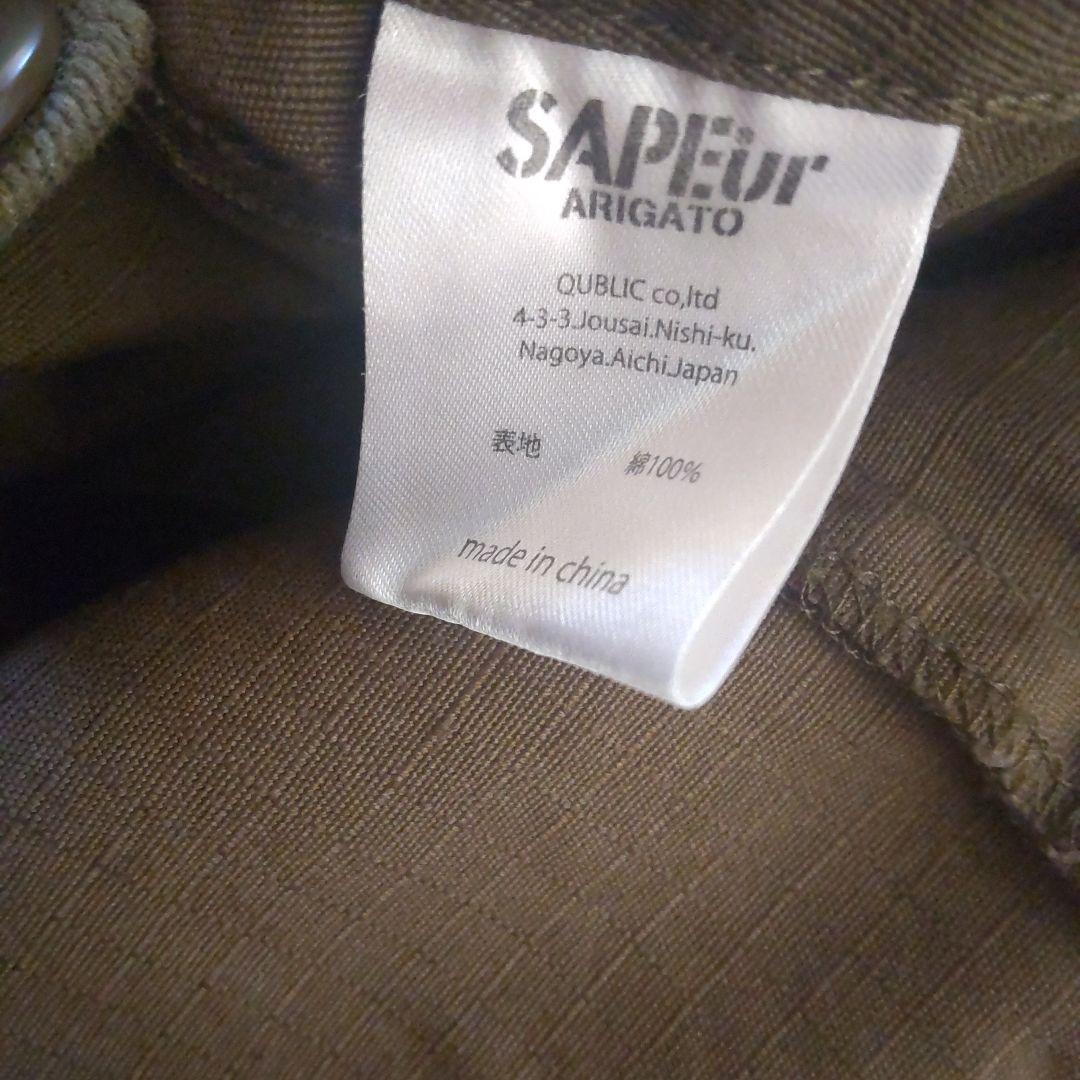 SAPEur
ARIGATO
QUBLIC co,ltd
4-3-3.Jousai.Nishi-ku.
Nagoya.Aichi.Japan
表地 綿100%
made in china